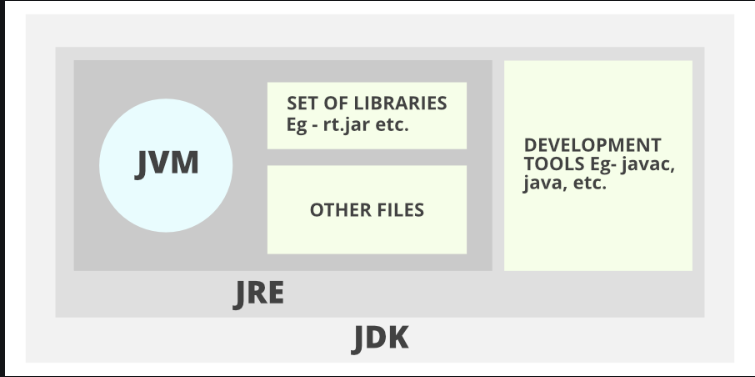 JVM
SET OF LIBRARIES
Eg - rt.jar etc.
OTHER FILES
DEVELOPMENT
TOOLS Eg- javac,
java, etc.
JRE
JDK